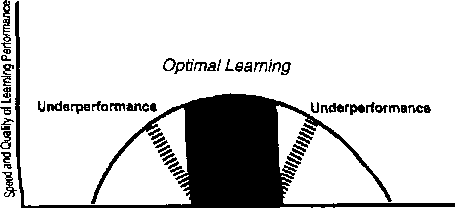 Speed and Quality of Learning Performance
Optimal Learning
Underperformance
Underperformance